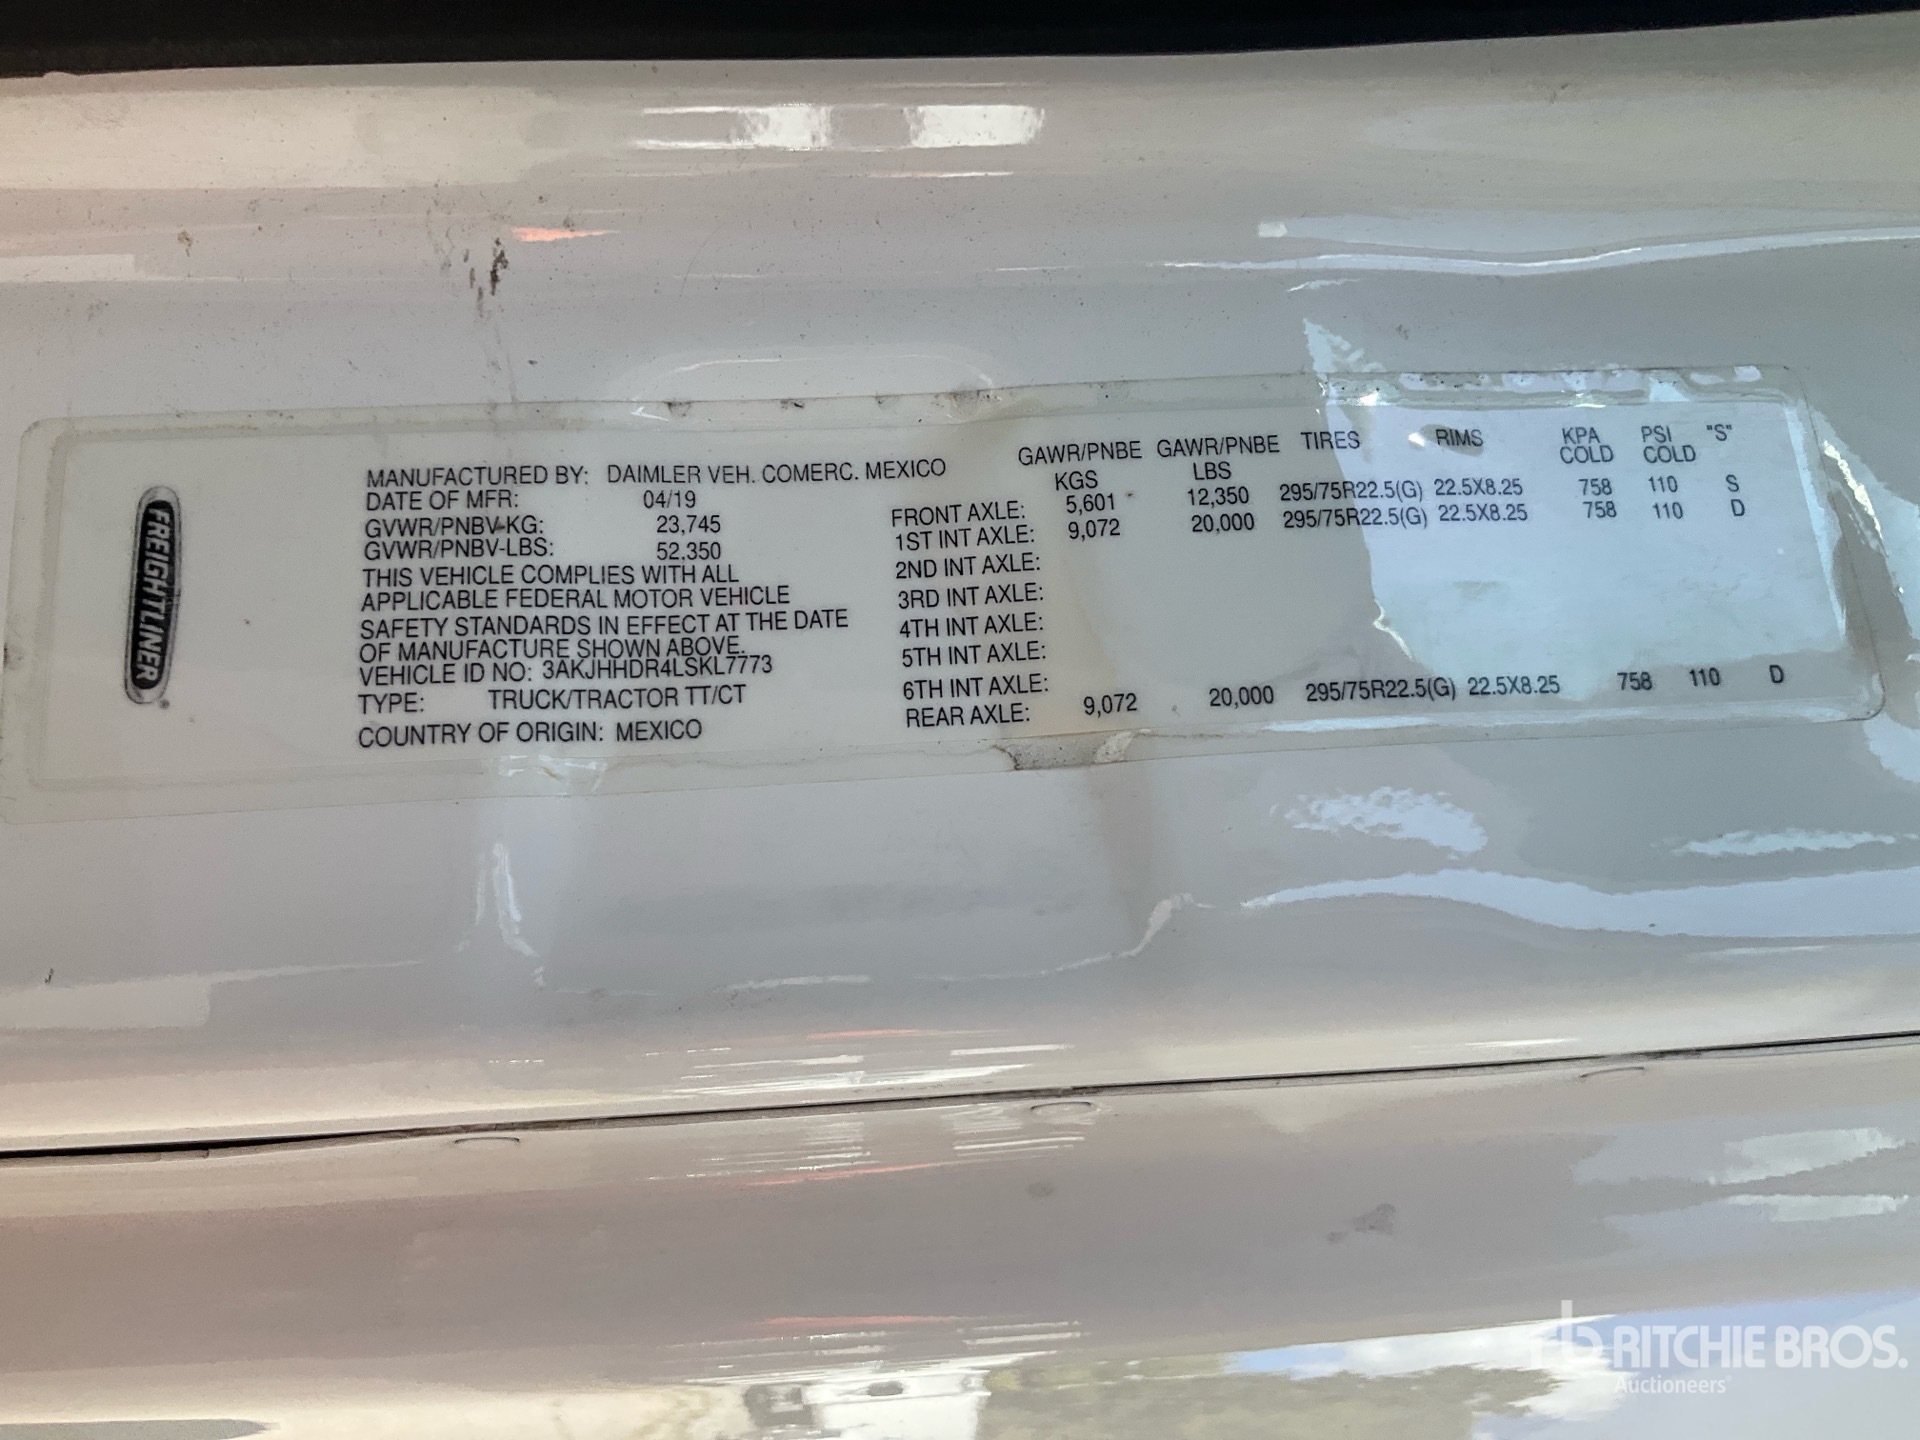 FREIGHTLINER®
MANUFACTURED BY: DAIMLER VEH. COMERC. MEXICO
DATE OF MFR: 04/19
GVWR/PNBV-KG: 23,745
GVWR/PNBV-LBS: 52,350
THIS VEHICLE COMPLIES WITH ALL
APPLICABLE FEDERAL MOTOR VEHICLE
SAFETY STANDARDS IN EFFECT AT THE DATE
OF MANUFACTURE SHOWN ABOVE.
VEHICLE ID NO: 3AKJHHDR4LSKL7773
TYPE: TRUCK/TRACTOR TT/CT
COUNTRY OF ORIGIN: MEXICO
GAWR/PNBE GAWR/PNBE TIRES RIMS KPA PSI "S"
KGS LBS COLD COLD
FRONT AXLE: 5,601 12,350 295/75R22.5(G) 22.5X8.25 758 110 S
1ST INT AXLE: 9,072 20,000 295/75R22.5(G) 22.5X8.25 758 110 D
2ND INT AXLE:
3RD INT AXLE:
4TH INT AXLE:
5TH INT AXLE:
6TH INT AXLE:
REAR AXLE: 9,072 20,000 295/75R22.5(G) 22.5X8.25 758 110 D
rb RITCHIE BROS.
Auctioneers